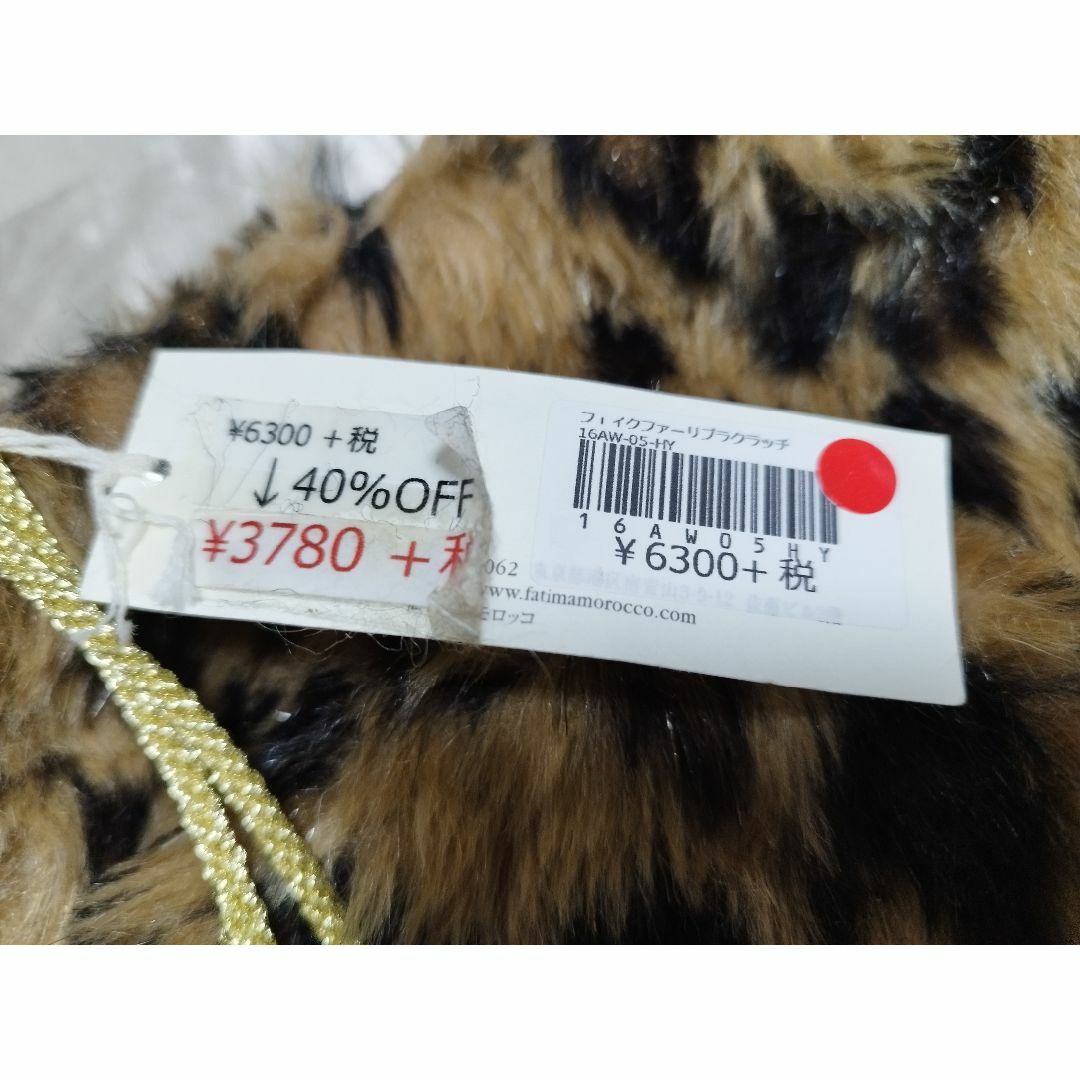 ¥6300 +税
↓40%OFF
¥3780 +税
フェイクファーリブラクラッチ
16AW-05-HY
16AW05HY
¥6300+税
062
www.fatimamorocco.com
モロッコ